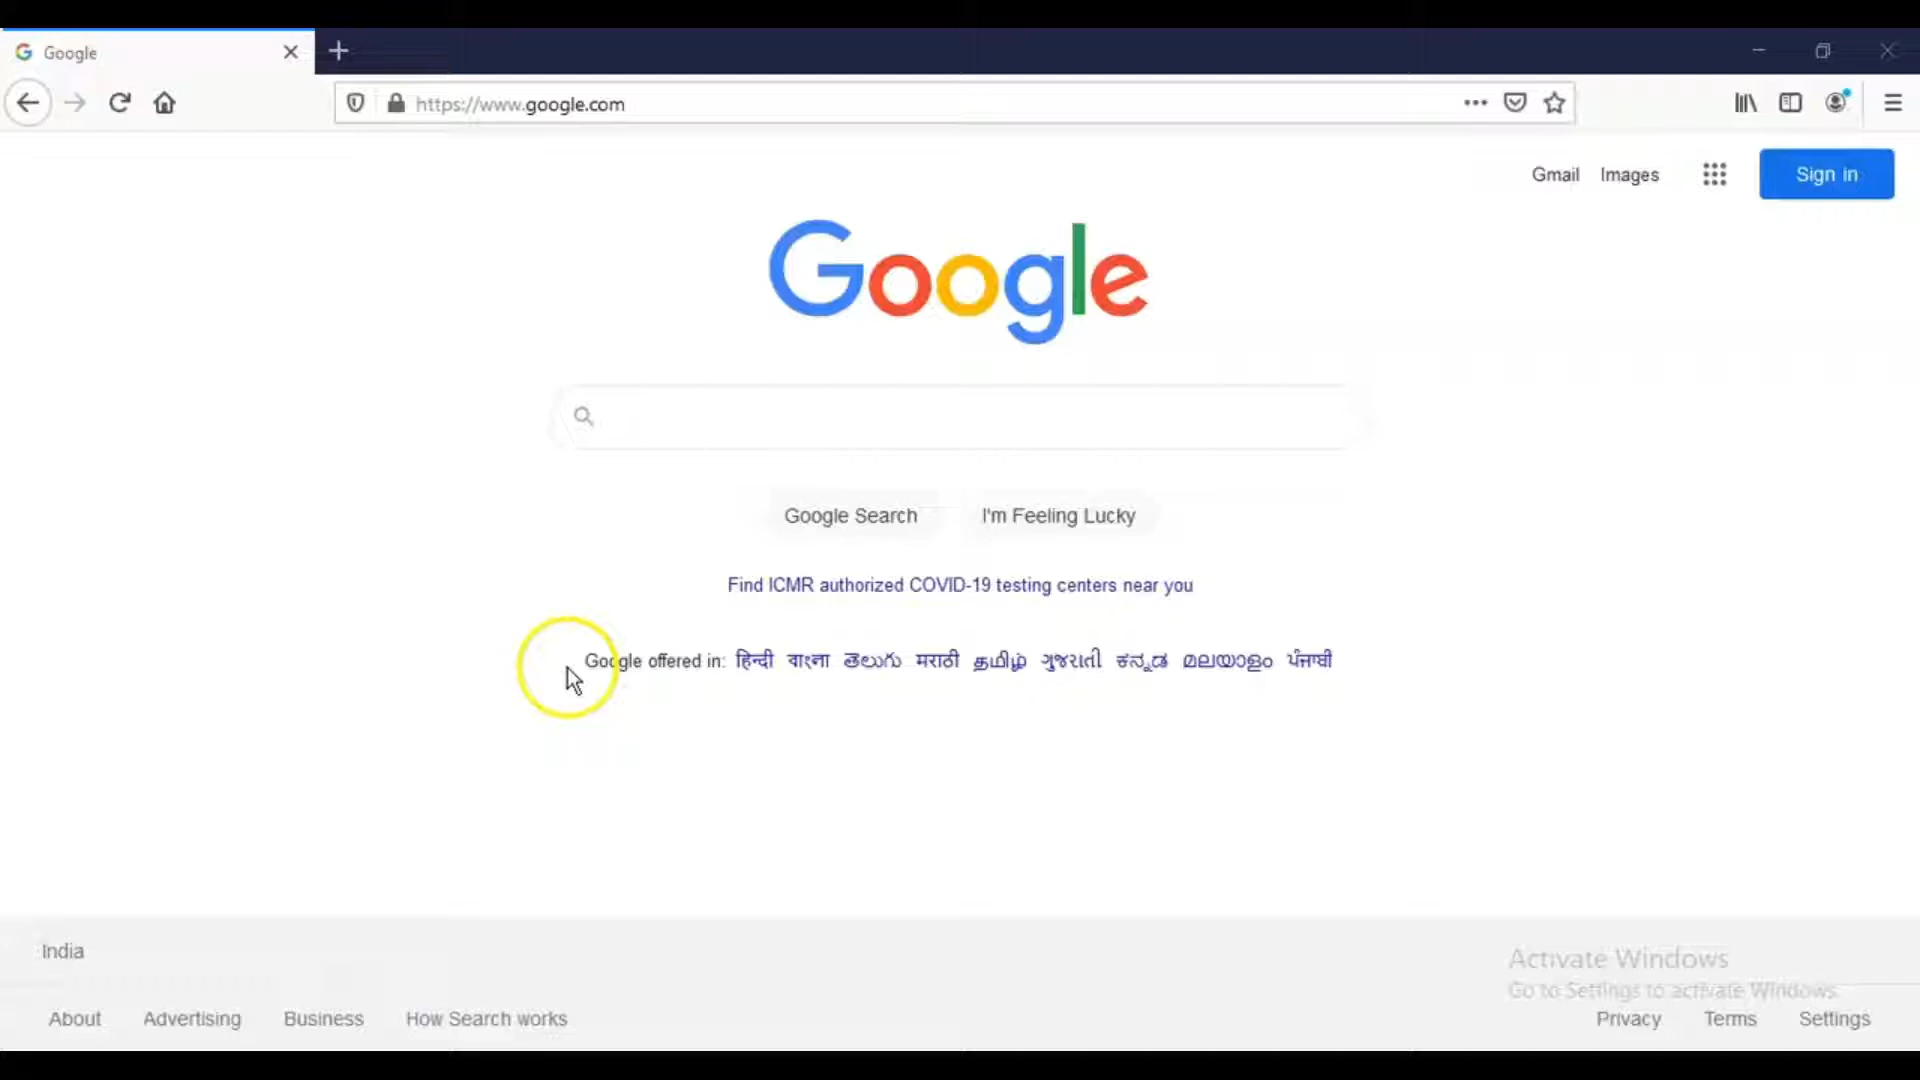 Google
https://www.google.com
Gmail Images Sign in
Google
Google Search I'm Feeling Lucky
Find ICMR authorized COVID-19 testing centers near you
Google offered in: हिन्दी বাংলা తెలుగు मराठी தமிழ் ગુજરાતી ಕನ್ನಡ മലയാളം ਪੰਜਾਬੀ
India
Activate Windows
Go to Settings to activate Windows.
About Advertising Business How Search works Privacy Terms Settings